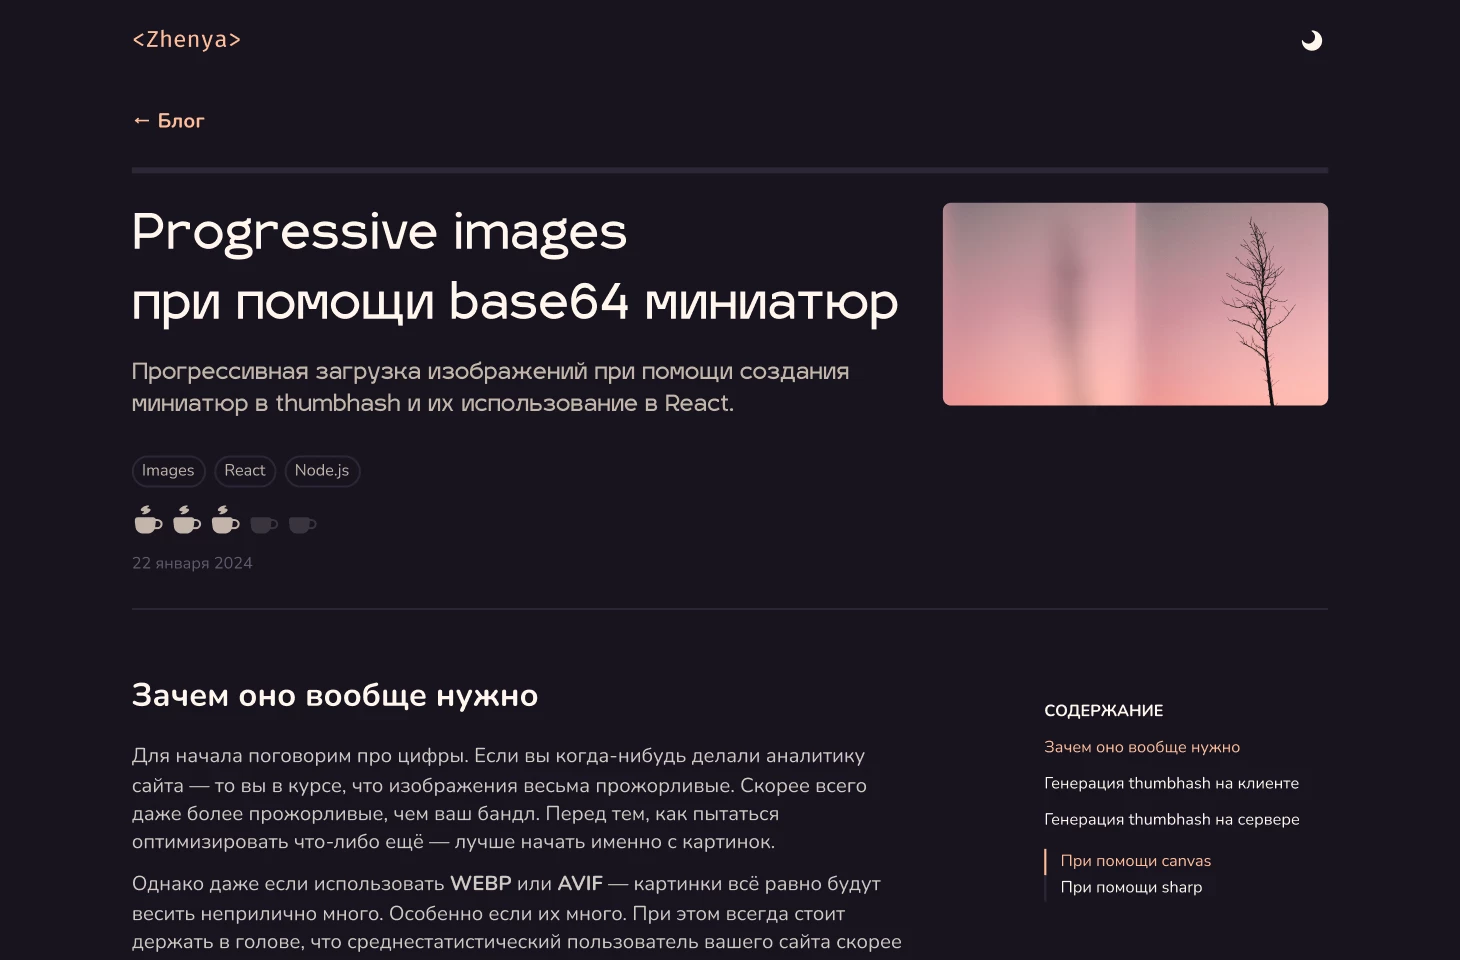 <Zhenya>
← Блог
Progressive images
при помощи base64 миниатюр
Прогрессивная загрузка изображений при помощи создания
миниатюр в thumbhash и их использование в React.
Images React Node.js
22 января 2024
Зачем оно вообще нужно
Для начала поговорим про цифры. Если вы когда-нибудь делали аналитику
сайта — то вы в курсе, что изображения весьма прожорливые. Скорее всего
даже более прожорливые, чем ваш бандл. Перед тем, как пытаться
оптимизировать что-либо ещё — лучше начать именно с картинок.
Однако даже если использовать WEBP или AVIF — картинки всё равно будут
весить неприлично много. Особенно если их много. При этом всегда стоит
держать в голове, что среднестатистический пользователь вашего сайта скорее
СОДЕРЖАНИЕ
Зачем оно вообще нужно
Генерация thumbhash на клиенте
Генерация thumbhash на сервере
При помощи canvas
При помощи sharp